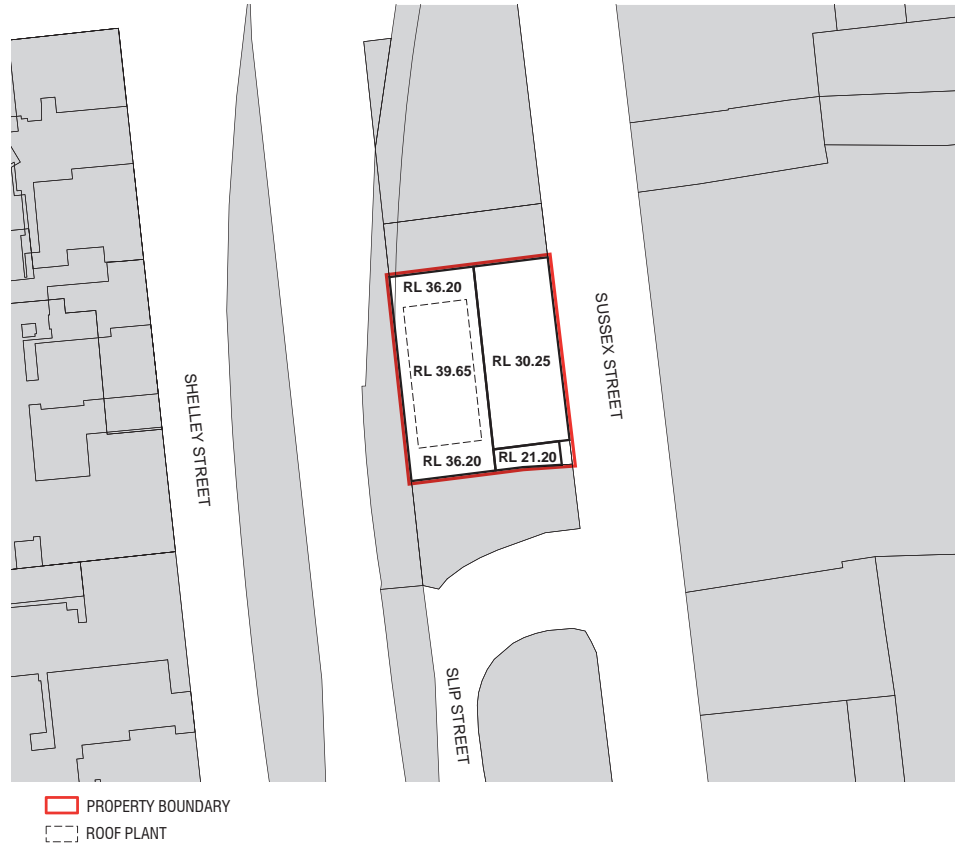 RL 36.20
RL 39.65
RL 30.25
RL 36.20
RL 21.20
SUSSEX STREET
SHELLEY STREET
SLIP STREET
PROPERTY BOUNDARY
ROOF PLANT